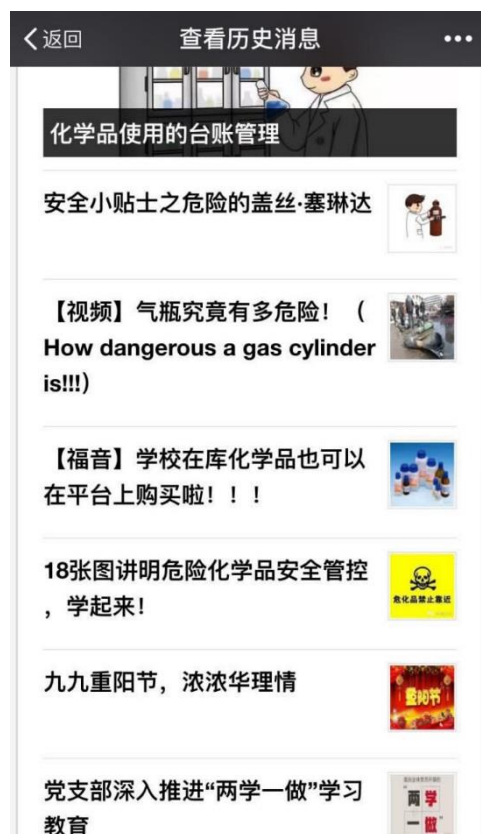 返回
查看历史消息
化学品使用的台账管理
安全小贴士之危险的盖丝·塞琳达
【视频】气瓶究竟有多危险！（
How dangerous a gas cylinder
is!!!）
【福音】学校在库化学品也可以
在平台上购买啦！！！
18张图讲明危险化学品安全管控
，学起来！
危化品禁止靠近
九九重阳节，浓浓华理情
重阳节
党支部深入推进“两学一做”学习
教育
两学
一做